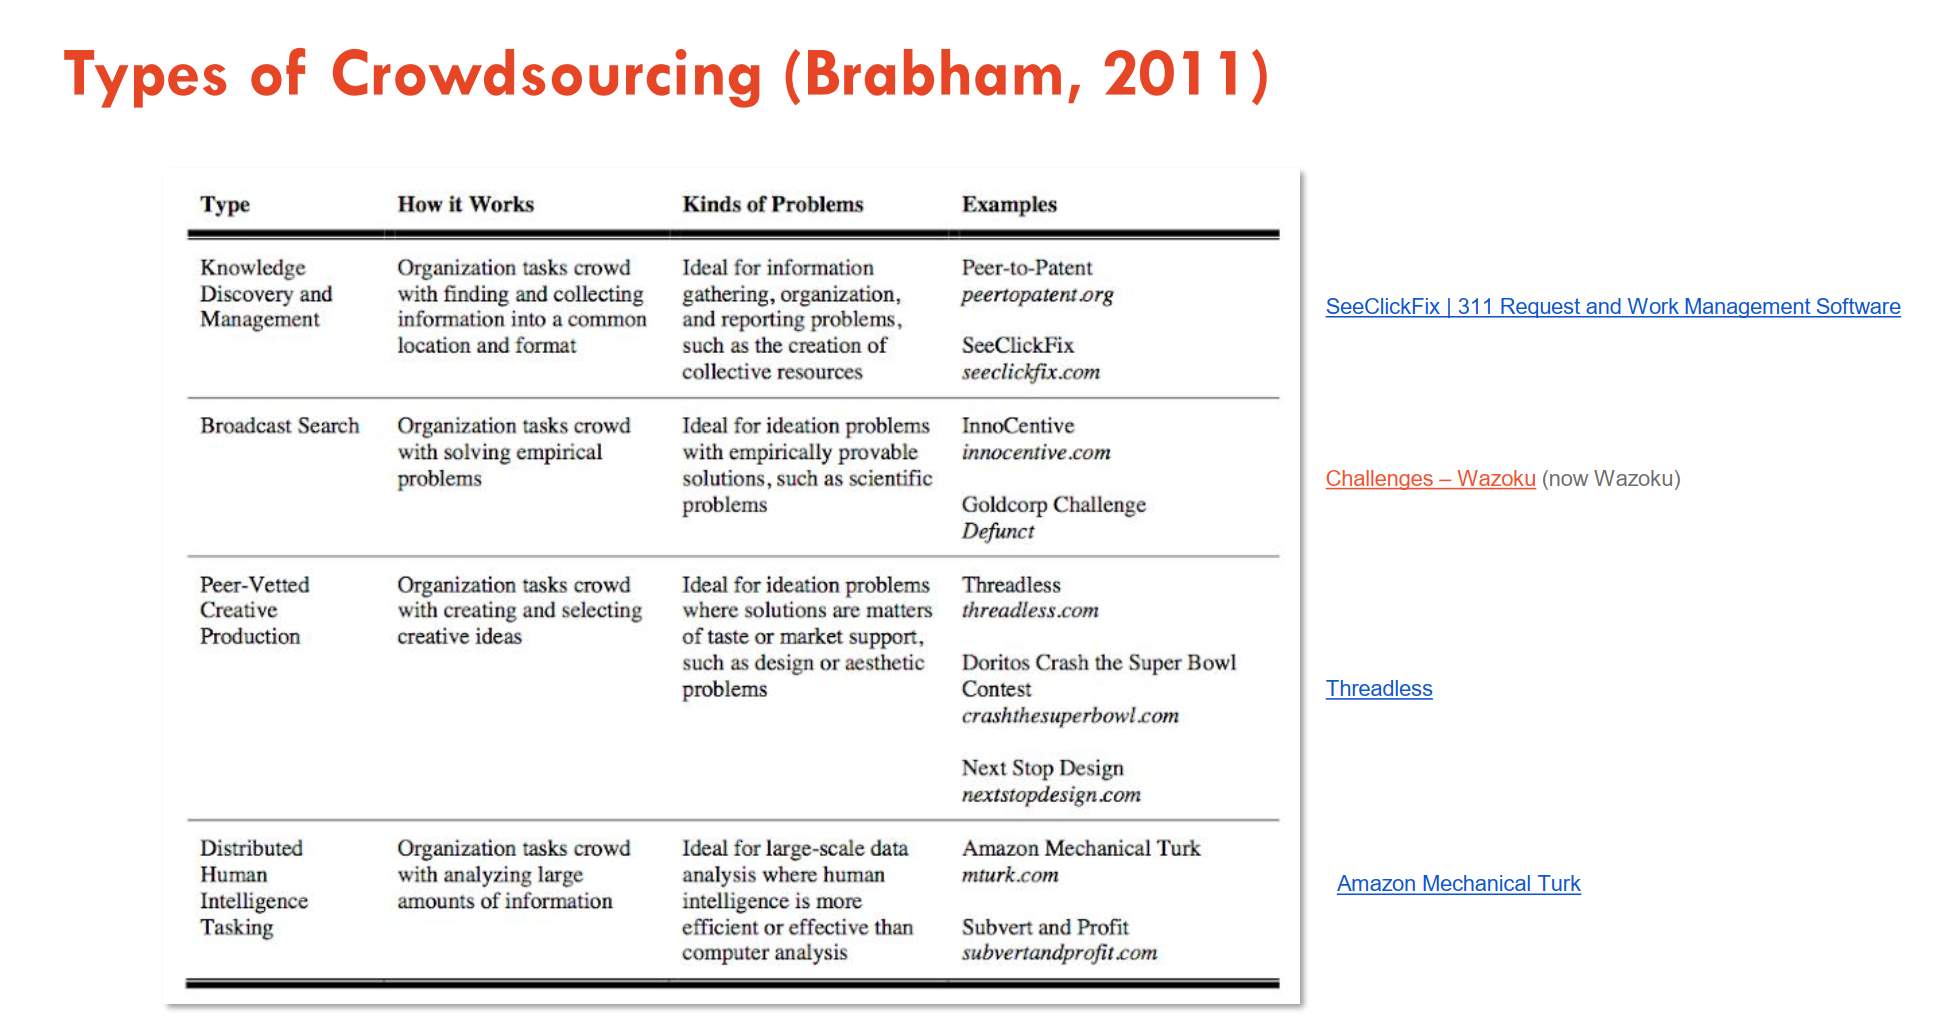 Types of Crowdsourcing (Brabham, 2011)
Type
How it Works
Kinds of Problems
Examples
Knowledge
Discovery and
Management
Organization tasks crowd
with finding and collecting
information into a common
location and format
Ideal for information
gathering, organization,
and reporting problems,
such as the creation of
collective resources
Peer-to-Patent
peertopatent.org
SeeClickFix
seeclickfix.com
SeeClickFix | 311 Request and Work Management Software
Broadcast Search
Organization tasks crowd
with solving empirical
problems
Ideal for ideation problems
with empirically provable
solutions, such as scientific
problems
InnoCentive
innocentive.com
Goldcorp Challenge
Defunct
Challenges – Wazoku (now Wazoku)
Peer-Vetted
Creative
Production
Organization tasks crowd
with creating and selecting
creative ideas
Ideal for ideation problems
where solutions are matters
of taste or market support,
such as design or aesthetic
problems
Threadless
threadless.com
Doritos Crash the Super Bowl
Contest
crashthesuperbowl.com
Next Stop Design
nextstopdesign.com
Threadless
Distributed
Human
Intelligence
Tasking
Organization tasks crowd
with analyzing large
amounts of information
Ideal for large-scale data
analysis where human
intelligence is more
efficient or effective than
computer analysis
Amazon Mechanical Turk
mturk.com
Subvert and Profit
subvertandprofit.com
Amazon Mechanical Turk